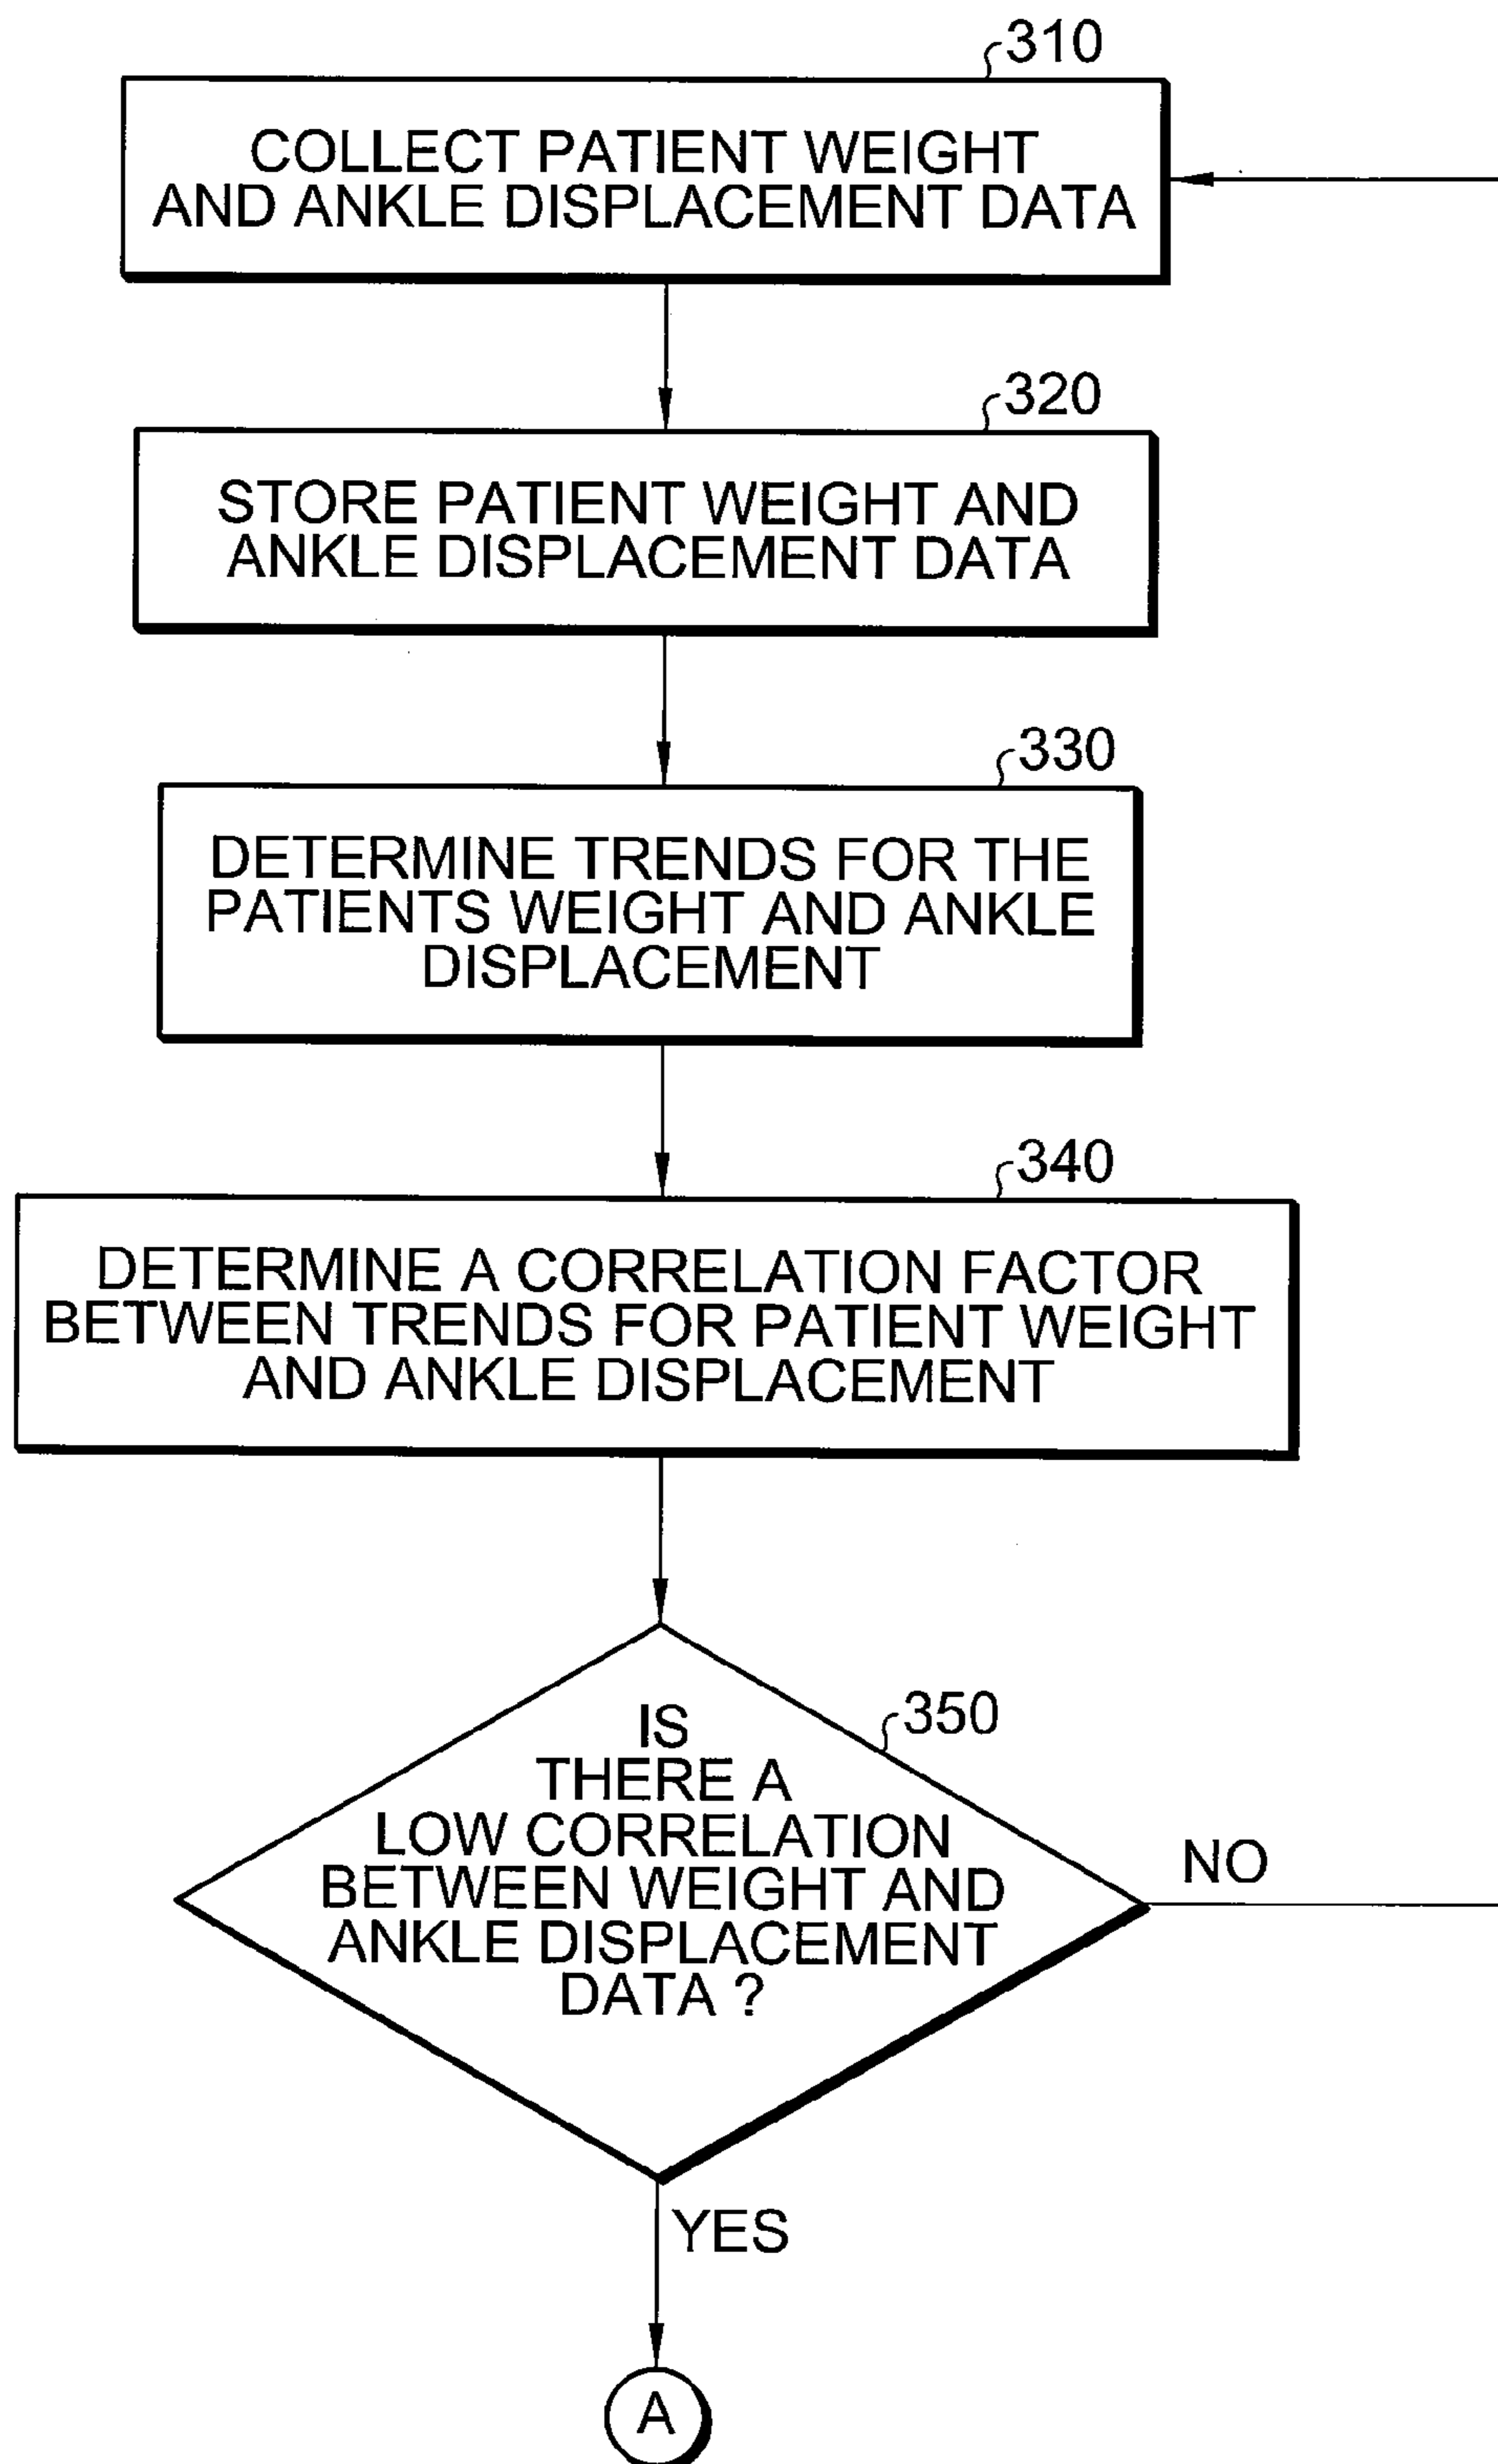 310
COLLECT PATIENT WEIGHT
AND ANKLE DISPLACEMENT DATA
320
STORE PATIENT WEIGHT AND
ANKLE DISPLACEMENT DATA
330
DETERMINE TRENDS FOR THE
PATIENTS WEIGHT AND ANKLE
DISPLACEMENT
340
DETERMINE A CORRELATION FACTOR
BETWEEN TRENDS FOR PATIENT WEIGHT
AND ANKLE DISPLACEMENT
350
IS
THERE A
LOW CORRELATION
BETWEEN WEIGHT AND
ANKLE DISPLACEMENT
DATA ?
NO
YES
A